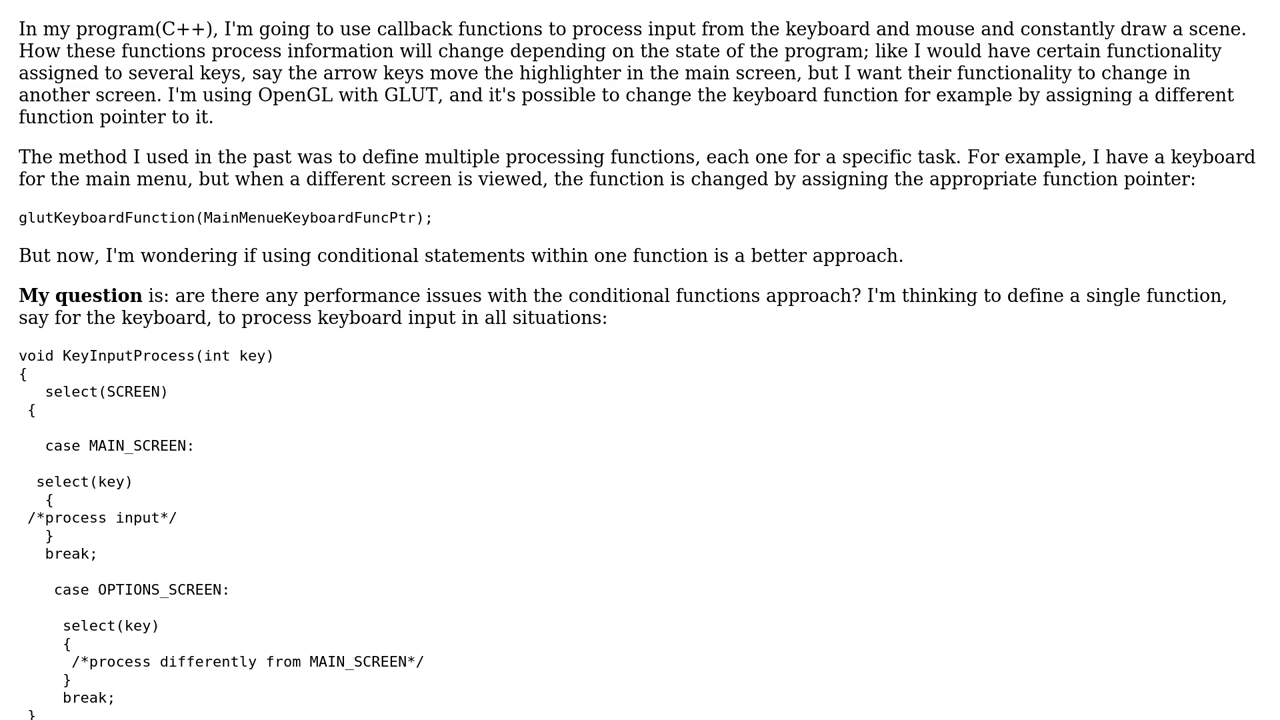 In my program(C++), I'm going to use callback functions to process input from the keyboard and mouse and constantly draw a scene.
How these functions process information will change depending on the state of the program; like I would have certain functionality
assigned to several keys, say the arrow keys move the highlighter in the main screen, but I want their functionality to change in
another screen. I'm using OpenGL with GLUT, and it's possible to change the keyboard function for example by assigning a different
function pointer to it.
The method I used in the past was to define multiple processing functions, each one for a specific task. For example, I have a keyboard
for the main menu, but when a different screen is viewed, the function is changed by assigning the appropriate function pointer:
glutKeyboardFunction(MainMenueKeyboardFuncPtr);
But now, I'm wondering if using conditional statements within one function is a better approach.
My question is: are there any performance issues with the conditional functions approach? I'm thinking to define a single function,
say for the keyboard, to process keyboard input in all situations:
void KeyInputProcess(int key)
{
   select(SCREEN)
 {
   case MAIN_SCREEN:
  select(key)
   {
 /*process input*/
   }
   break;
    case OPTIONS_SCREEN:
     select(key)
     {
      /*process differently from MAIN_SCREEN*/
     }
     break;
 }